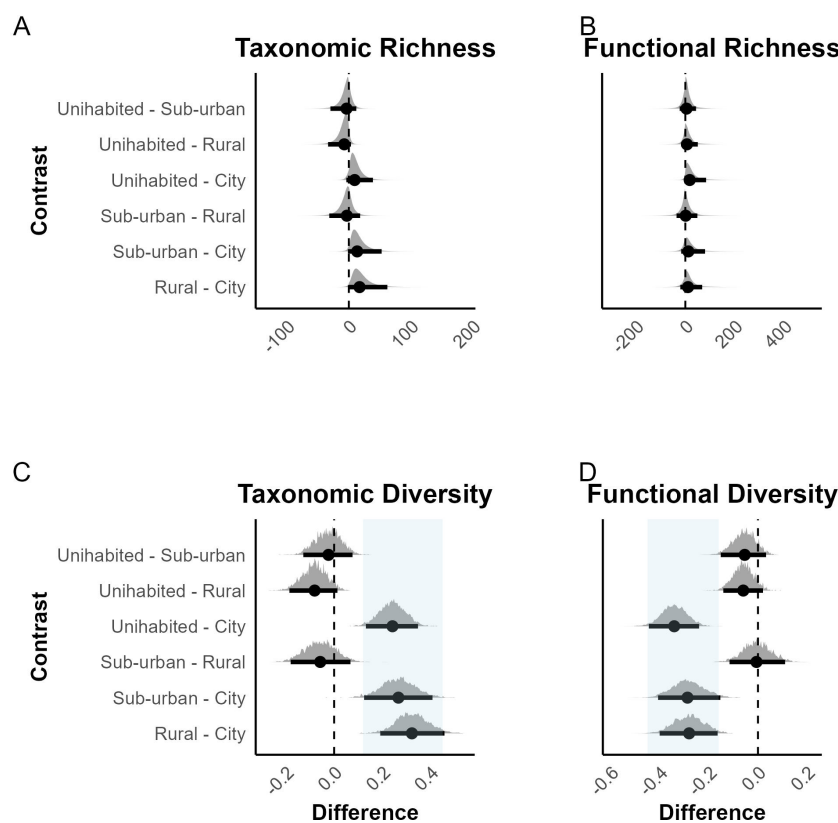 A
B
Taxonomic Richness
Functional Richness
Contrast
Unihabited - Sub-urban
Unihabited - Rural
Unihabited - City
Sub-urban - Rural
Sub-urban - City
Rural - City
-100 0 100 200
-200 0 200 400
C
D
Taxonomic Diversity
Functional Diversity
Contrast
Unihabited - Sub-urban
Unihabited - Rural
Unihabited - City
Sub-urban - Rural
Sub-urban - City
Rural - City
-0.2 0.0 0.2 0.4
-0.6 -0.4 -0.2 0.0 0.2
Difference
Difference